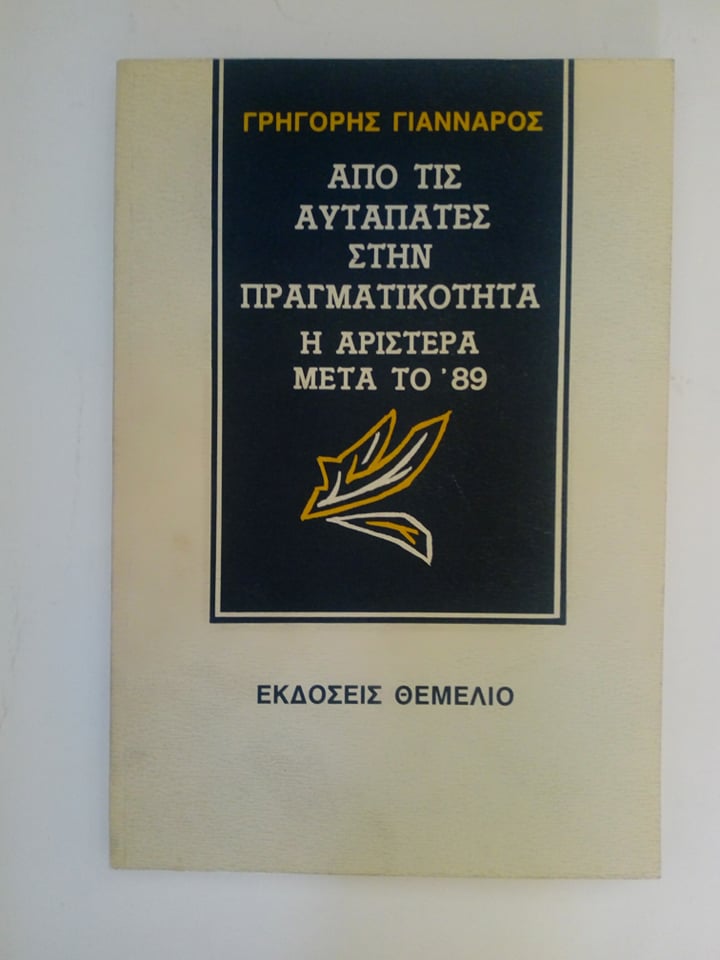 ΓΡΗΓΟΡΗΣ ΓΙΑΝΝΑΡΟΣ
ΑΠΟ ΤΙΣ
ΑΥΤΑΠΑΤΕΣ
ΣΤΗΝ
ΠΡΑΓΜΑΤΙΚΟΤΗΤΑ
Η ΑΡΙΣΤΕΡΑ
ΜΕΤΑ ΤΟ '89
ΕΚΔΟΣΕΙΣ ΘΕΜΕΛΙΟ